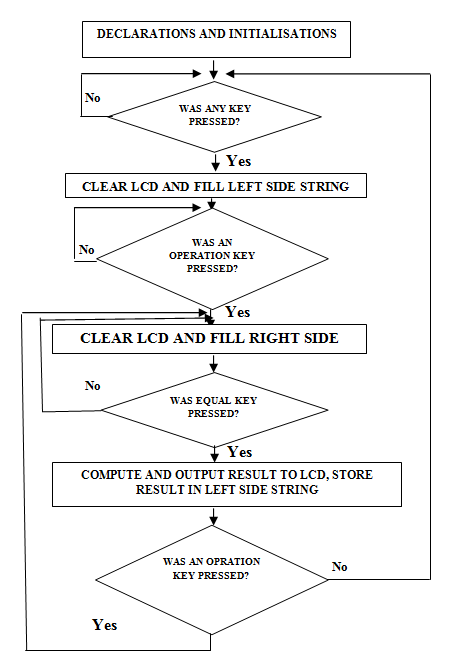 DECLARATIONS AND INITIALISATIONS
No
WAS ANY KEY
PRESSED?
Yes
CLEAR LCD AND FILL LEFT SIDE STRING
No
WAS AN
OPERATION KEY
PRESSED?
Yes
CLEAR LCD AND FILL RIGHT SIDE
No
WAS EQUAL KEY
PRESSED?
Yes
COMPUTE AND OUTPUT RESULT TO LCD, STORE
RESULT IN LEFT SIDE STRING
WAS AN OPRATION
KEY PRESSED?
No
Yes